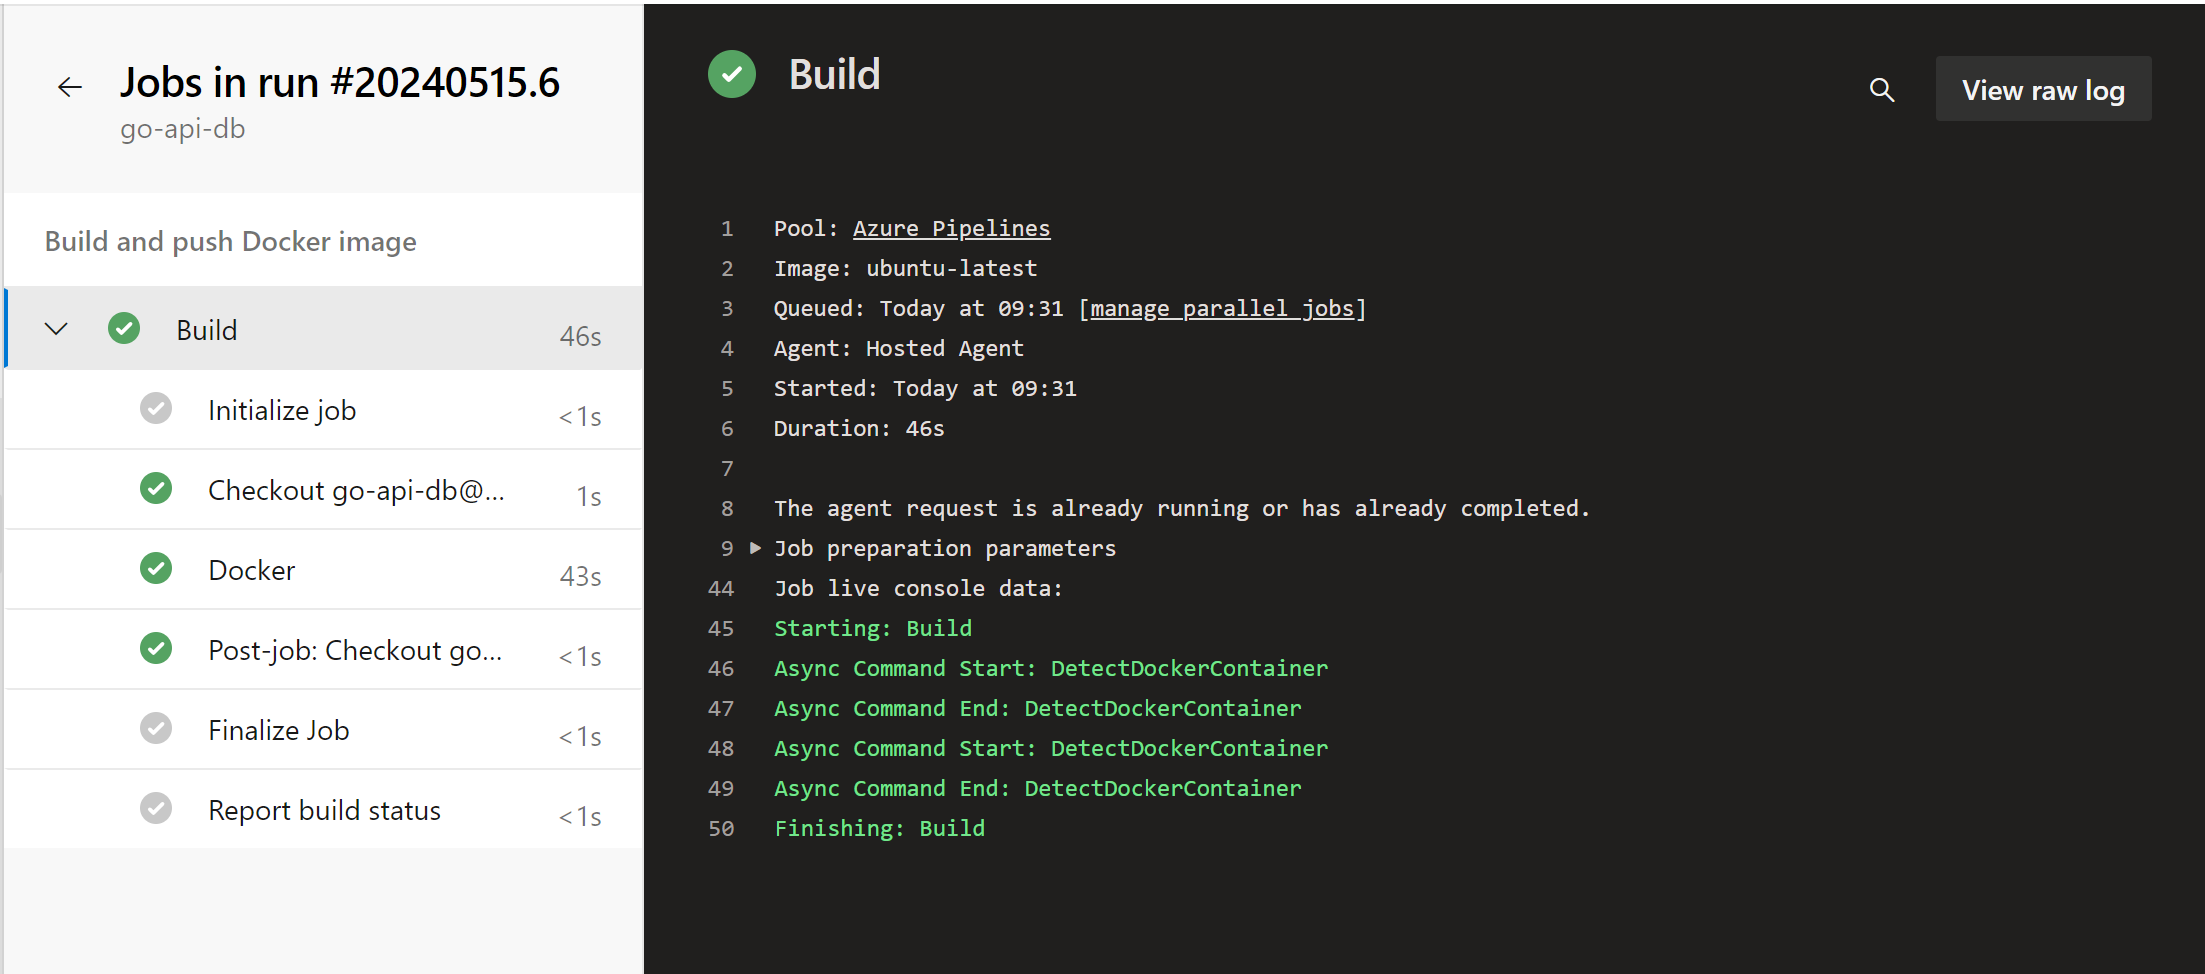 Jobs in run #20240515.6
go-api-db
Build and push Docker image
Build 46s
Initialize job <1s
Checkout go-api-db@... 1s
Docker 43s
Post-job: Checkout go... <1s
Finalize Job <1s
Report build status <1s
Build
View raw log
1 Pool: Azure Pipelines
2 Image: ubuntu-latest
3 Queued: Today at 09:31 [manage parallel jobs]
4 Agent: Hosted Agent
5 Started: Today at 09:31
6 Duration: 46s
7
8 The agent request is already running or has already completed.
9 Job preparation parameters
44 Job live console data:
45 Starting: Build
46 Async Command Start: DetectDockerContainer
47 Async Command End: DetectDockerContainer
48 Async Command Start: DetectDockerContainer
49 Async Command End: DetectDockerContainer
50 Finishing: Build